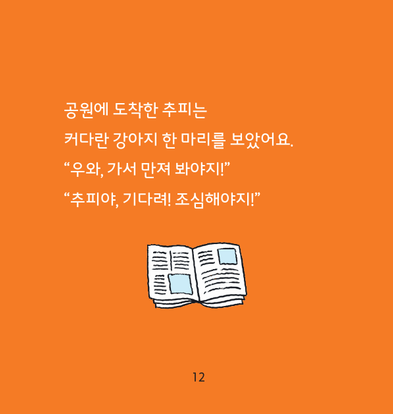 공원에 도착한 추피는
커다란 강아지 한 마리를 보았어요.
“우와, 가서 만져 봐야지!”
“추피야, 기다려! 조심해야지!”
12